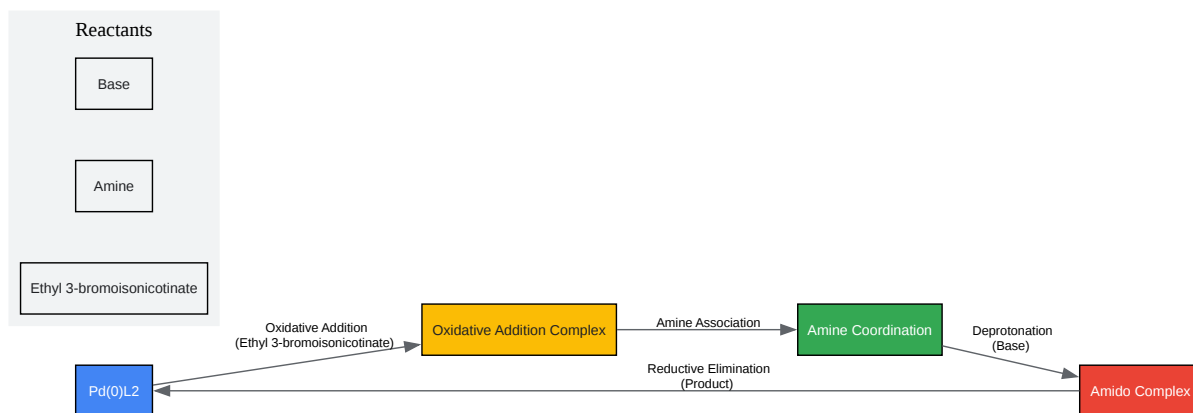 Reactants
Base
Amine
Ethyl 3-bromoisonicotinate
Oxidative Addition
(Ethyl 3-bromoisonicotinate)
Oxidative Addition Complex
Amine Association
Amine Coordination
Deprotonation
(Base)
Reductive Elimination
(Product)
Pd(0)L2
Amido Complex